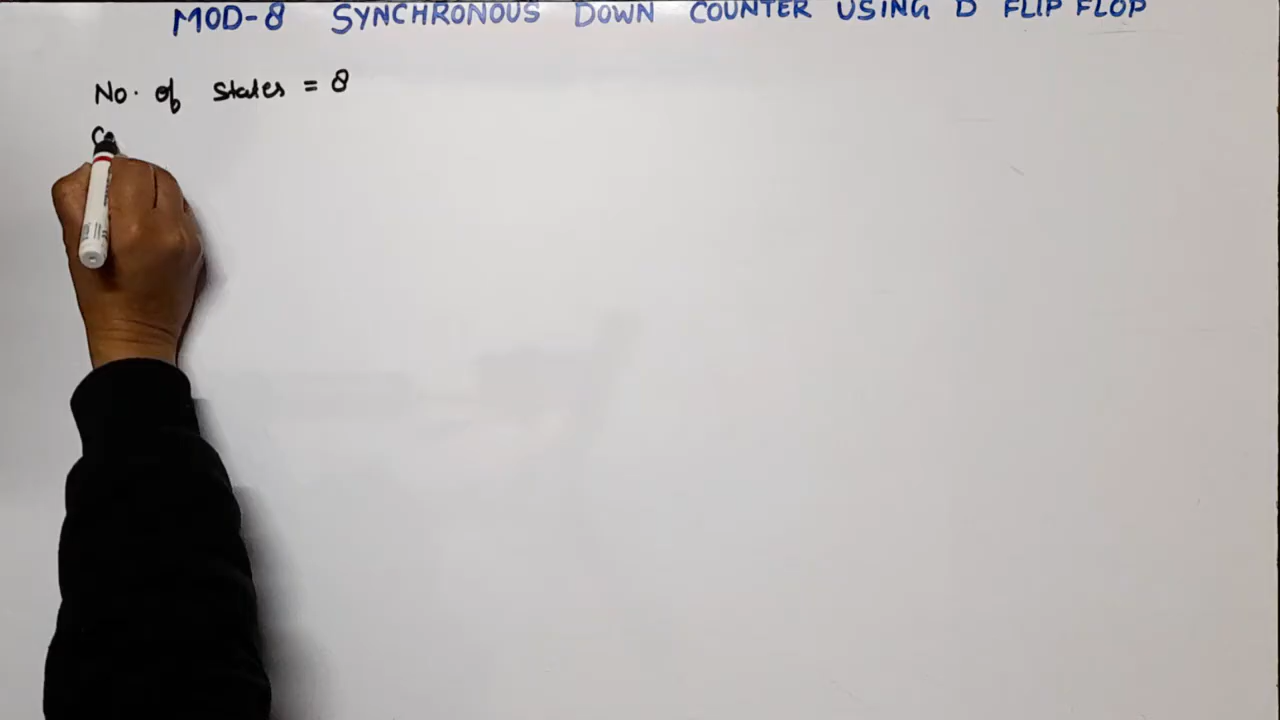 MOD-8 SYNCHRONOUS DOWN COUNTER USING D FLIP FLOP
No. of states = 8